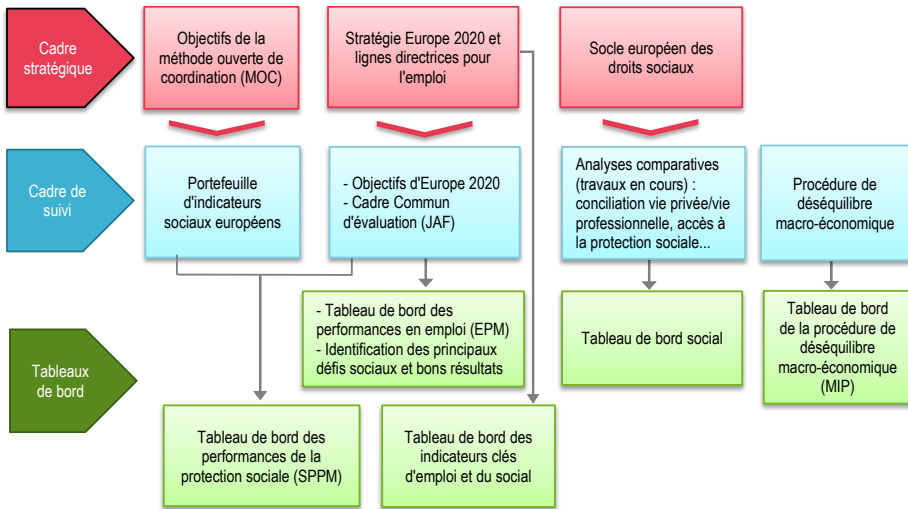 Cadre
stratégique
Objectifs de la
méthode ouverte de
coordination (MOC)
Stratégie Europe 2020 et
lignes directrices pour
l'emploi
Socle européen des
droits sociaux
Cadre de
suivi
Portefeuille
d'indicateurs
sociaux européens
- Objectifs d'Europe 2020
- Cadre Commun
d'évaluation (JAF)
Analyses comparatives
(travaux en cours) :
conciliation vie privée/vie
professionnelle, accès à
la protection sociale...
Procédure de
déséquilibre
macro-économique
Tableaux
de bord
- Tableau de bord des
performances en emploi (EPM)
- Identification des principaux
défis sociaux et bons résultats
Tableau de bord social
Tableau de bord
de la procédure de
déséquilibre
macro-économique
(MIP)
Tableau de bord des
performances de la
protection sociale (SPPM)
Tableau de bord des
indicateurs clés
d'emploi et du social